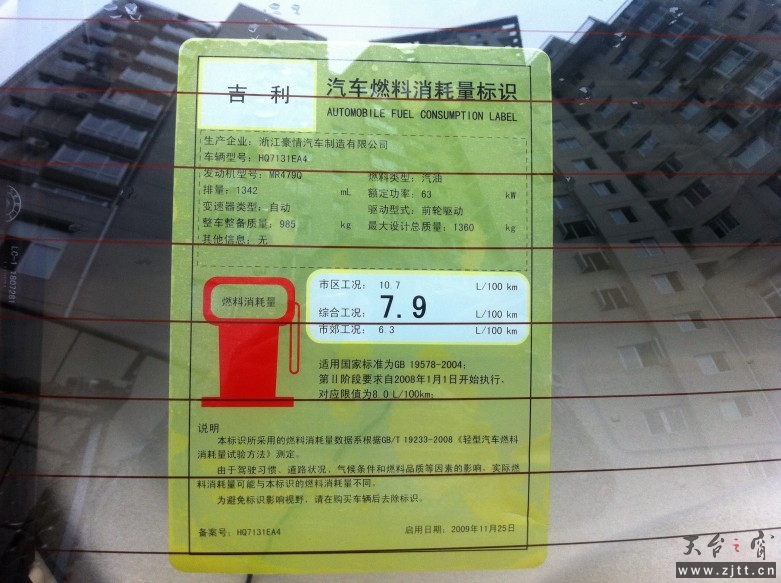 吉 利
汽车燃料消耗量标识
AUTOMOBILE FUEL CONSUMPTION LABEL
生产企业：浙江豪情汽车制造有限公司
车辆型号：HQ7131EA4
发动机型号：MR479Q 燃料类型：汽油
排量：1342 mL 额定功率：63 kW
变速器类型：自动 驱动型式：前轮驱动
整车整备质量：985 kg 最大设计总质量：1360 kg
其他信息：无
燃料消耗量
市区工况： 10.7 L/100 km
综合工况： 7.9 L/100 km
市郊工况： 6.3 L/100 km
适用国家标准为GB 19578-2004；
第Ⅱ阶段要求自2008年1月1日开始执行，
对应限值为8.0 L/100km；
说明
本标识所采用的燃料消耗量数据系根据GB/T 19233-2008《轻型汽车燃料
消耗量试验方法》测定。
由于驾驶习惯、道路状况、气候条件和燃料品质等因素的影响，实际燃
料消耗量可能与本标识的燃料消耗量不同。
为避免标识影响视野，请在购买车辆后去除标识。
备案号：HQ7131EA4 启用日期：2009年11月25日
天台之窗
www.zjtt.cn